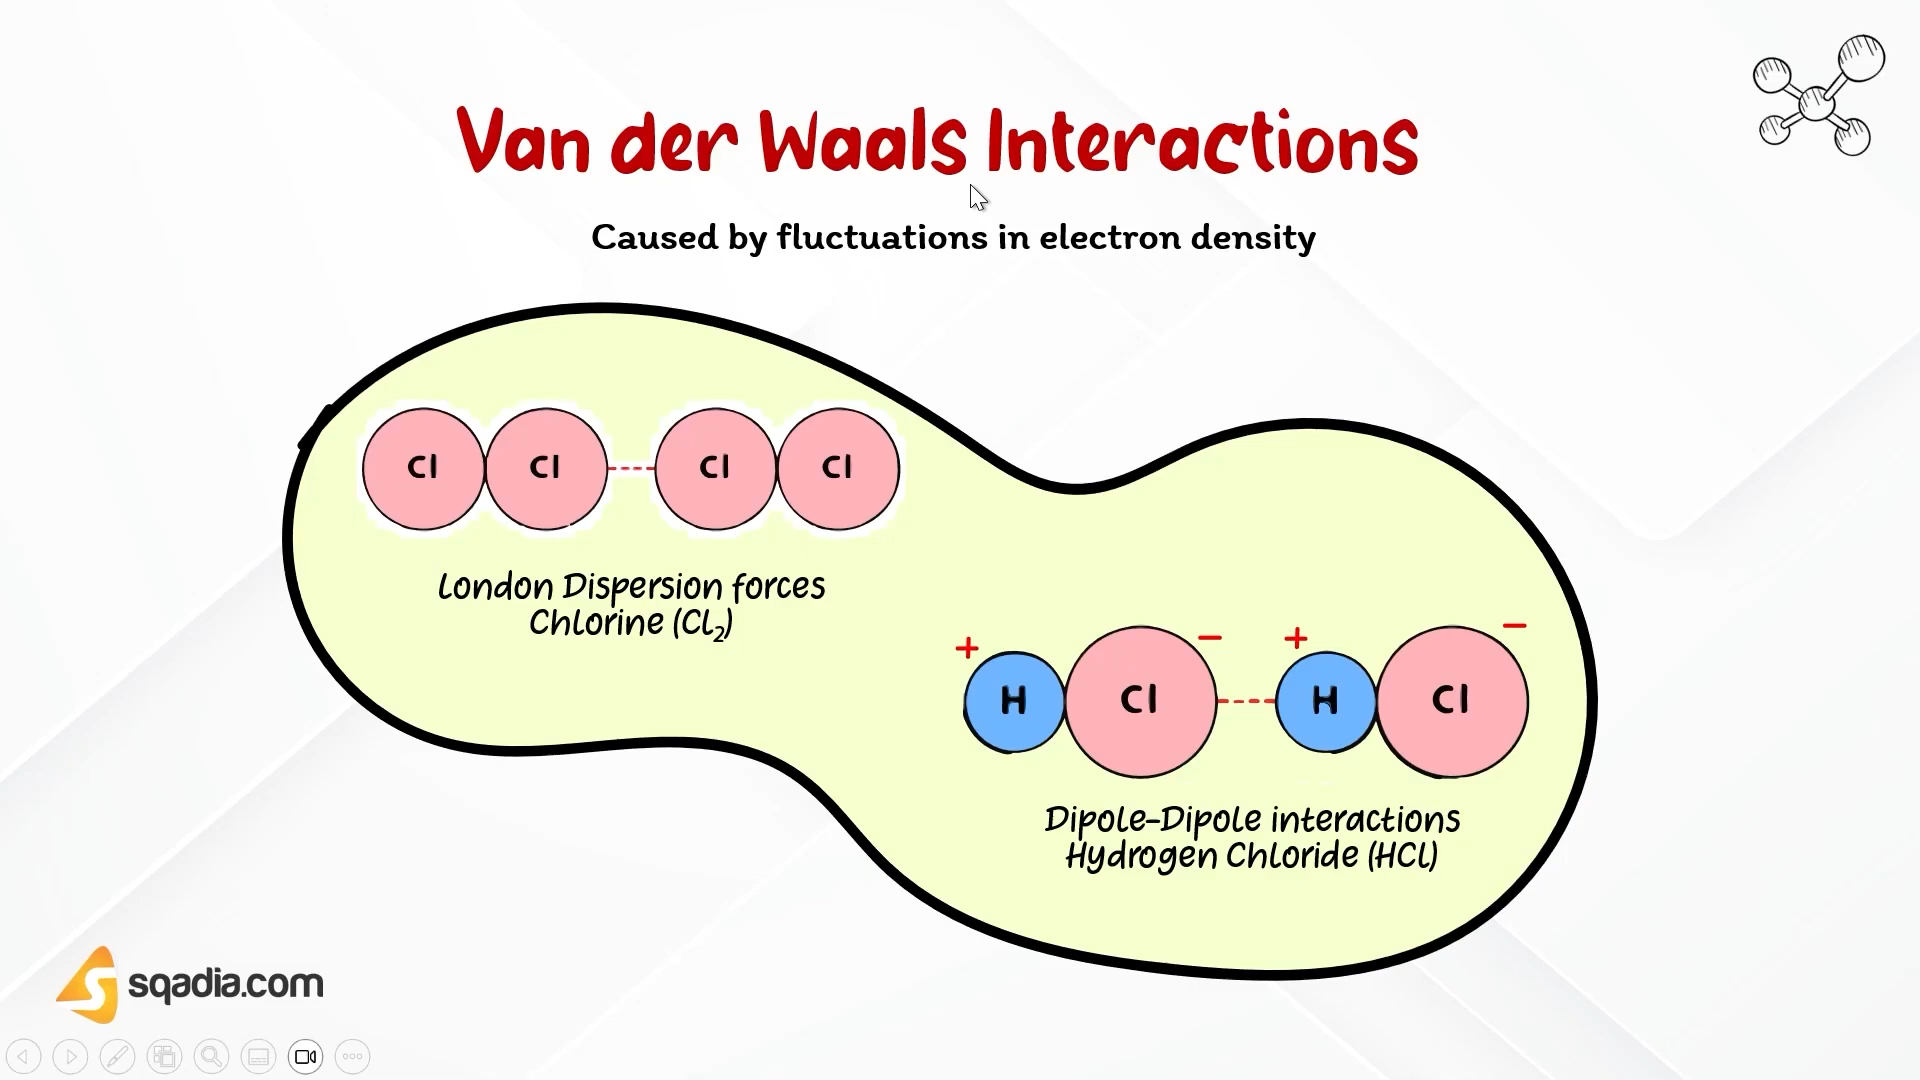 Van der Waals Interactions
Caused by fluctuations in electron density
Cl Cl Cl Cl
London Dispersion forces
Chlorine (Cl₂)
+ − + −
H Cl H Cl
Dipole-Dipole interactions
Hydrogen Chloride (HCl)
sqadia.com